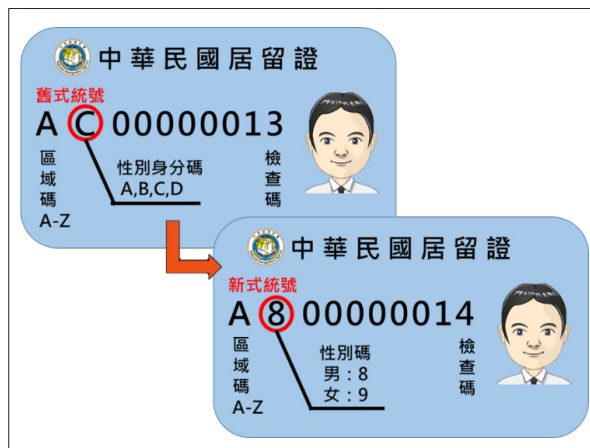 中華民國居留證
舊式統號
A C 00000013
區域碼
A-Z
性別身分碼
A,B,C,D
檢查碼
中華民國居留證
新式統號
A 8 00000014
區域碼
A-Z
性別碼
男：8
女：9
檢查碼